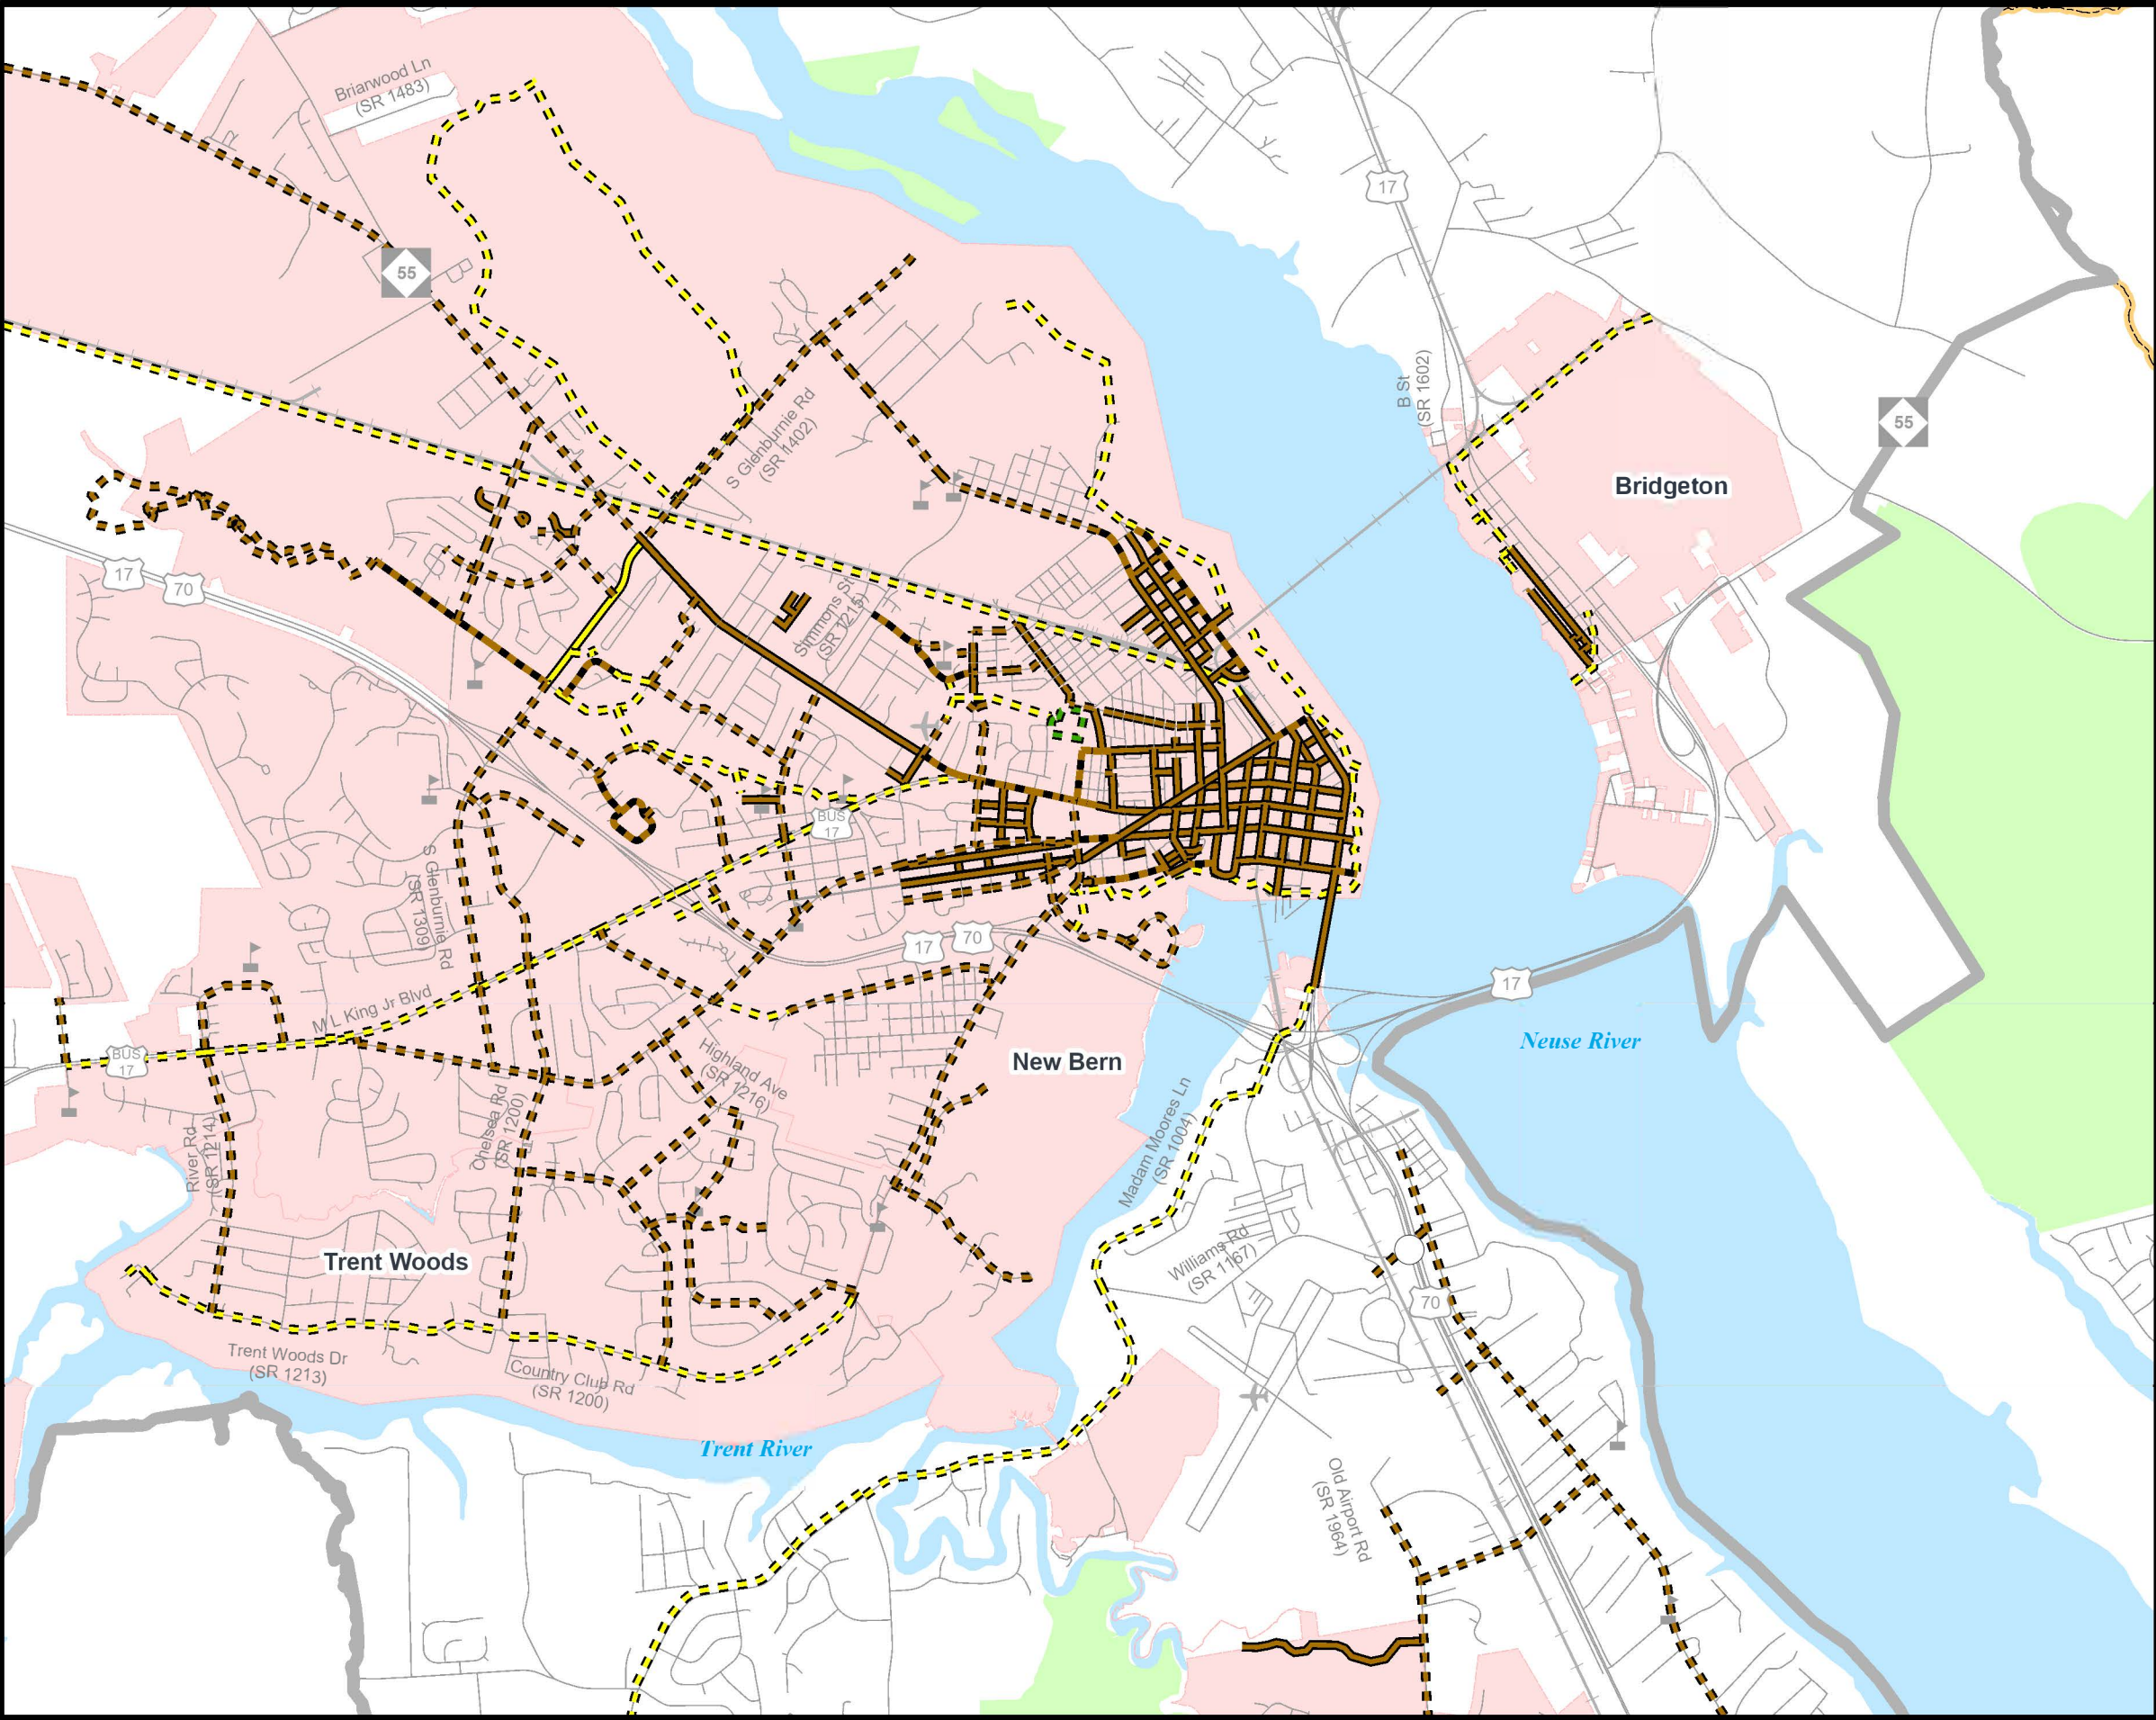 Briarwood Ln
(SR 1483)
17
55
B St
(SR 1602)
S Glenburnie Rd
(SR 1402)
55
Bridgeton
17
70
Simmons St
(SR 1215)
BUS
17
S Glenburnie Rd
(SR 1309)
17
70
17
M L King Jr Blvd
Neuse River
BUS
17
New Bern
Highland Ave
(SR 1216)
Chelsea Rd
(SR 1200)
River Rd
(SR 1214)
Madam Moores Ln
(SR 1004)
Trent Woods
Williams Rd
(SR 1167)
70
Trent Woods Dr
(SR 1213)
Country Club Rd
(SR 1200)
Trent River
Old Airport Rd
(SR 1964)